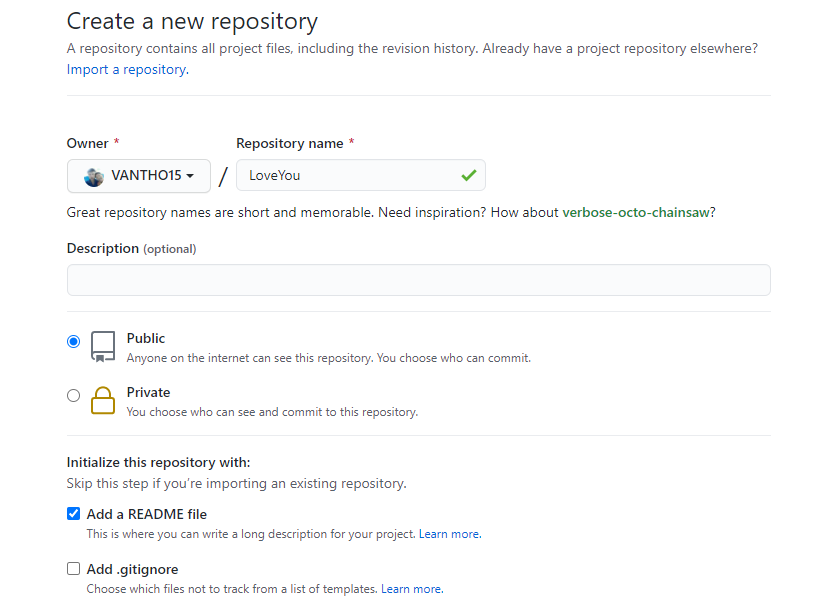 Create a new repository
A repository contains all project files, including the revision history. Already have a project repository elsewhere?
Import a repository.
Owner * Repository name *
VANTHO15 / LoveYou
Great repository names are short and memorable. Need inspiration? How about verbose-octo-chainsaw?
Description (optional)
Public
Anyone on the internet can see this repository. You choose who can commit.
Private
You choose who can see and commit to this repository.
Initialize this repository with:
Skip this step if you’re importing an existing repository.
Add a README file
This is where you can write a long description for your project. Learn more.
Add .gitignore
Choose which files not to track from a list of templates. Learn more.